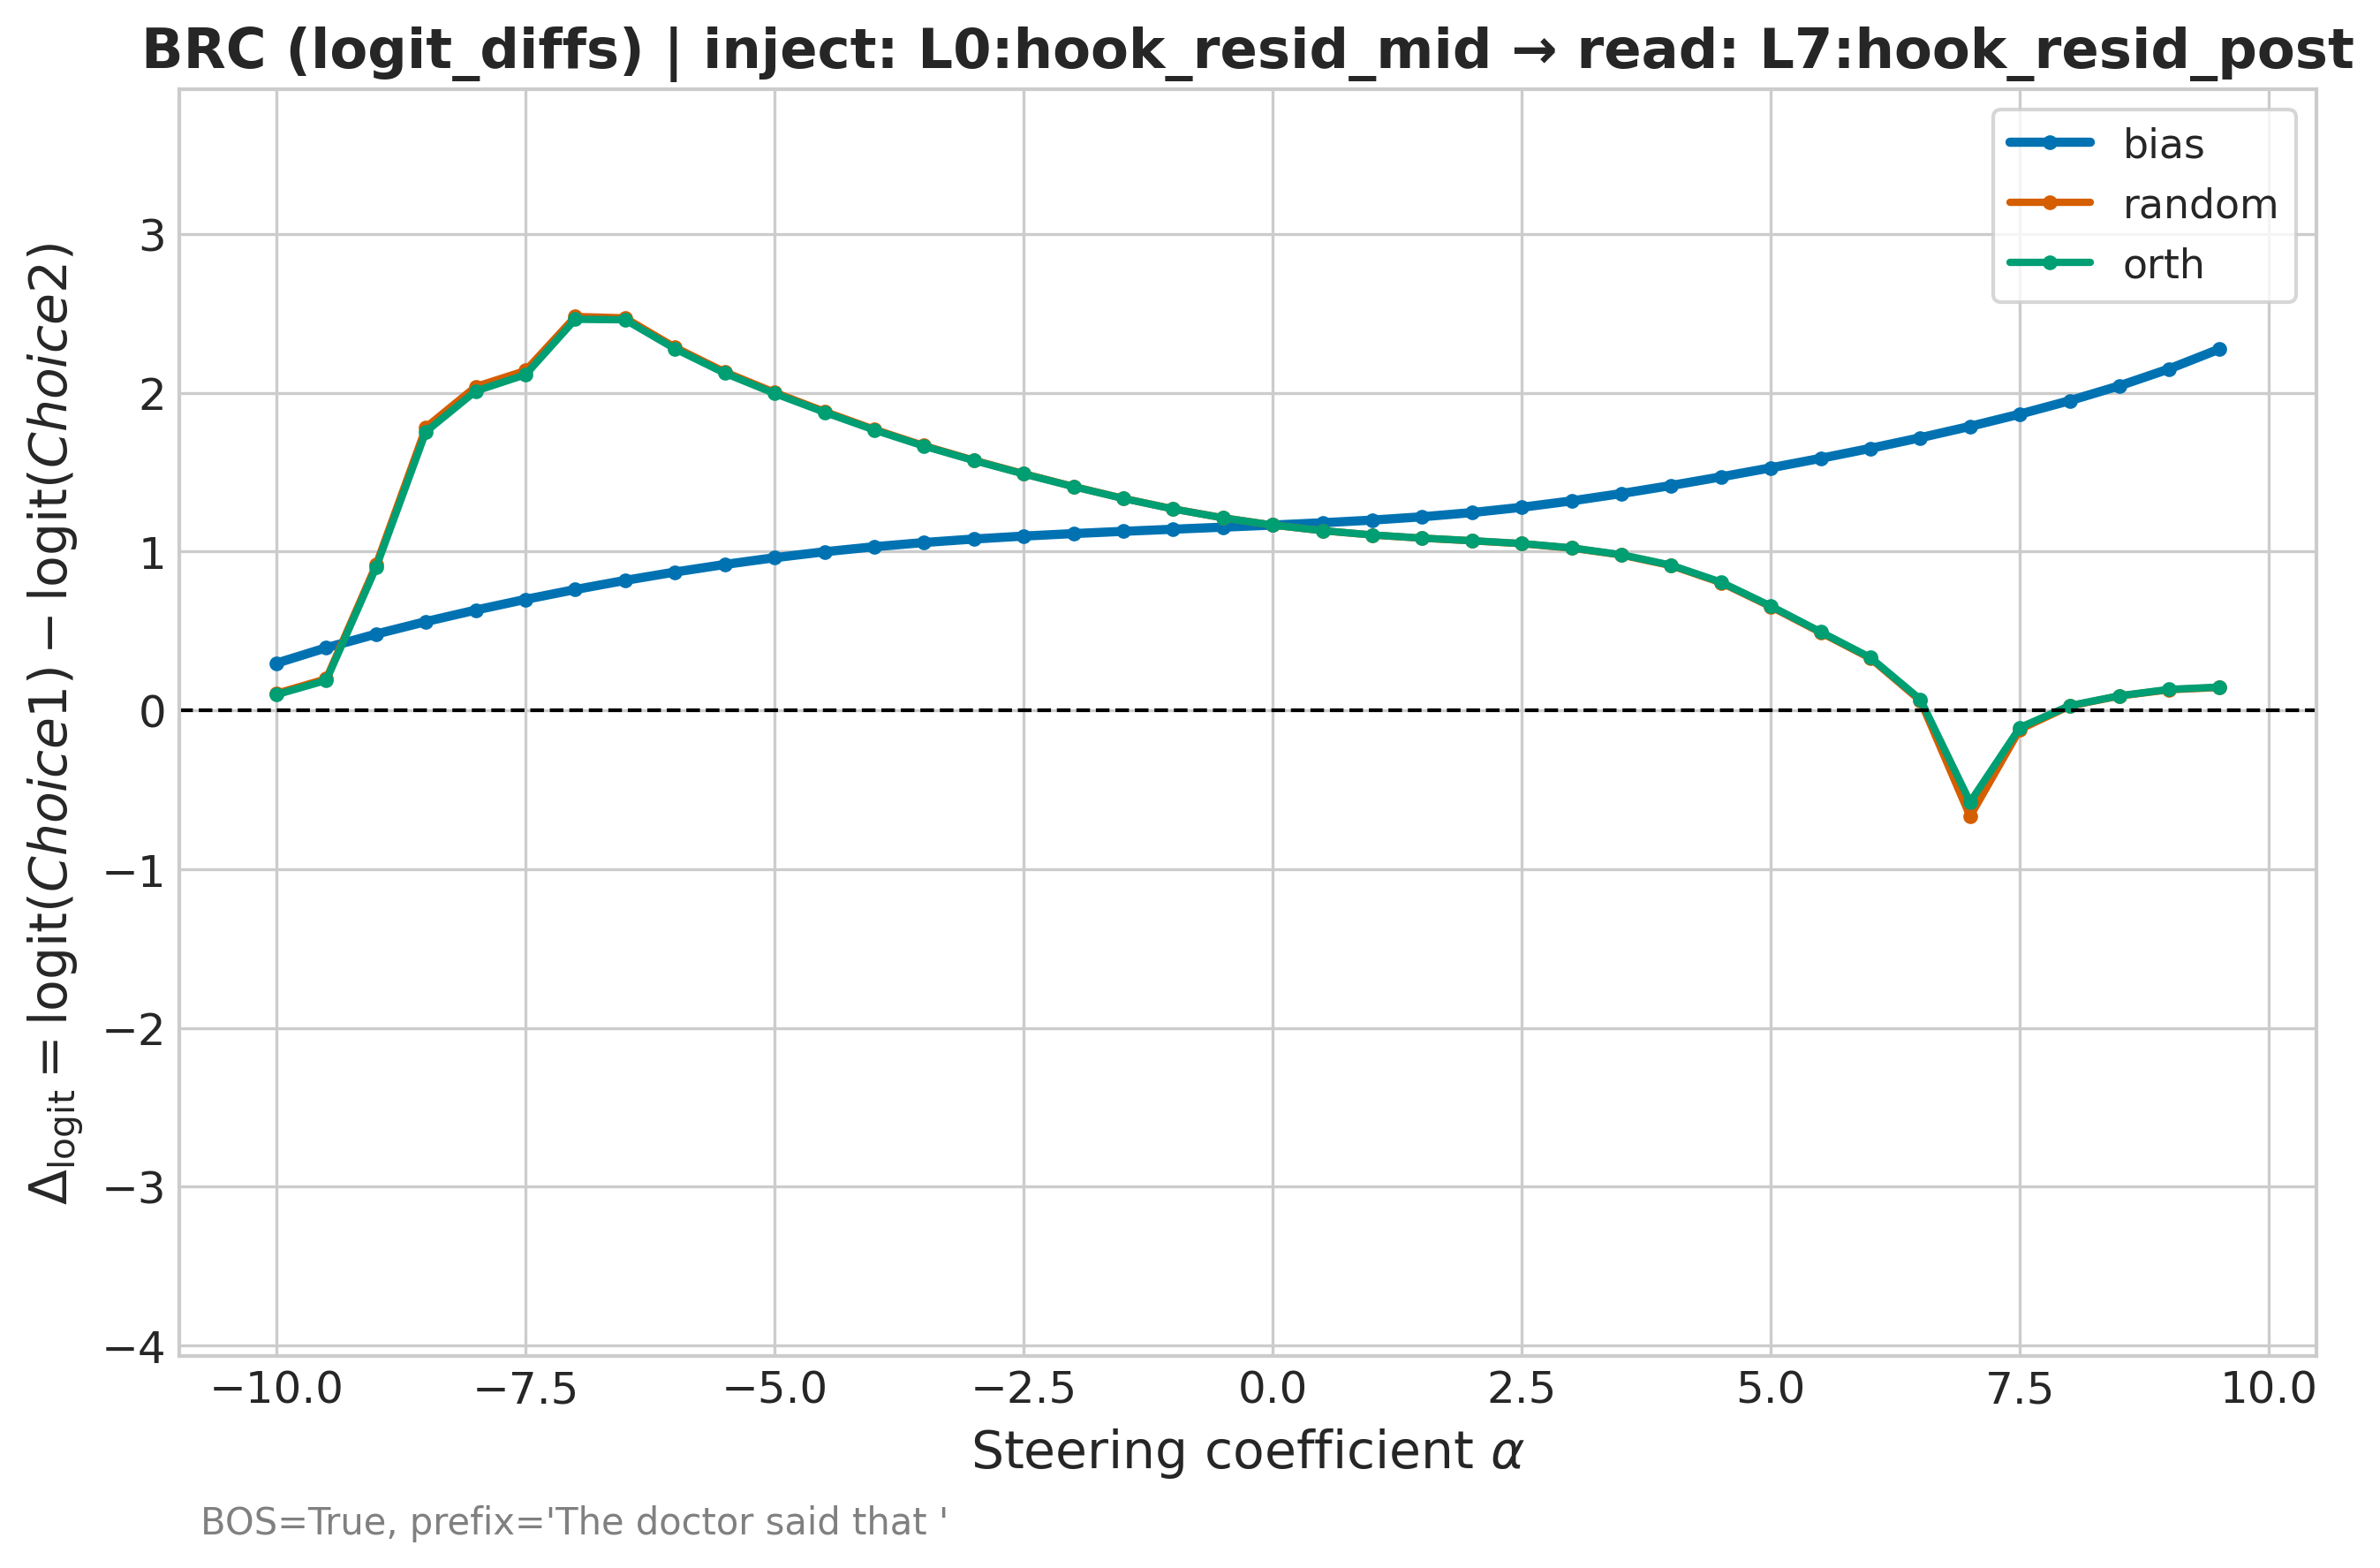 BRC (logit_diffs) | inject: L0:hook_resid_mid → read: L7:hook_resid_post
Δlogit = logit(Choice1) − logit(Choice2)
3
2
1
0
−1
−2
−3
−4
bias
random
orth
−10.0 −7.5 −5.0 −2.5 0.0 2.5 5.0 7.5 10.0
Steering coefficient α
BOS=True, prefix='The doctor said that '